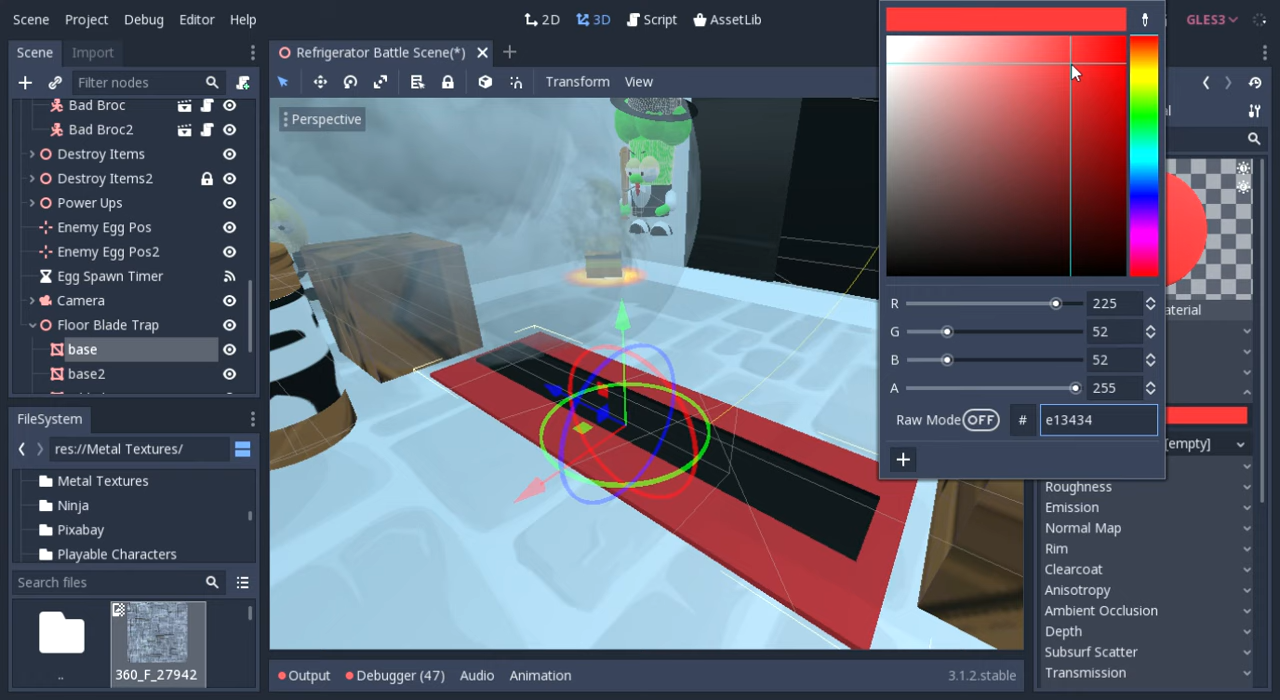 Scene Project Debug Editor Help 2D 3D Script AssetLib GLES3
Scene Import Refrigerator Battle Scene(*)
Filter nodes Transform View
Perspective
Bad Broc
Bad Broc2
Destroy Items
Destroy Items2
Power Ups
Enemy Egg Pos
Enemy Egg Pos2
Egg Spawn Timer
Camera
Floor Blade Trap
base
base2
FileSystem
res://Metal Textures/
Metal Textures
Ninja
Pixabay
Playable Characters
Search files
..
360_F_27942
Output Debugger (47) Audio Animation 3.1.2.stable
R 225
G 52
B 52
A 255
Raw Mode OFF # e13434
aterial
[empty]
Roughness
Emission
Normal Map
Rim
Clearcoat
Anisotropy
Ambient Occlusion
Depth
Subsurf Scatter
Transmission